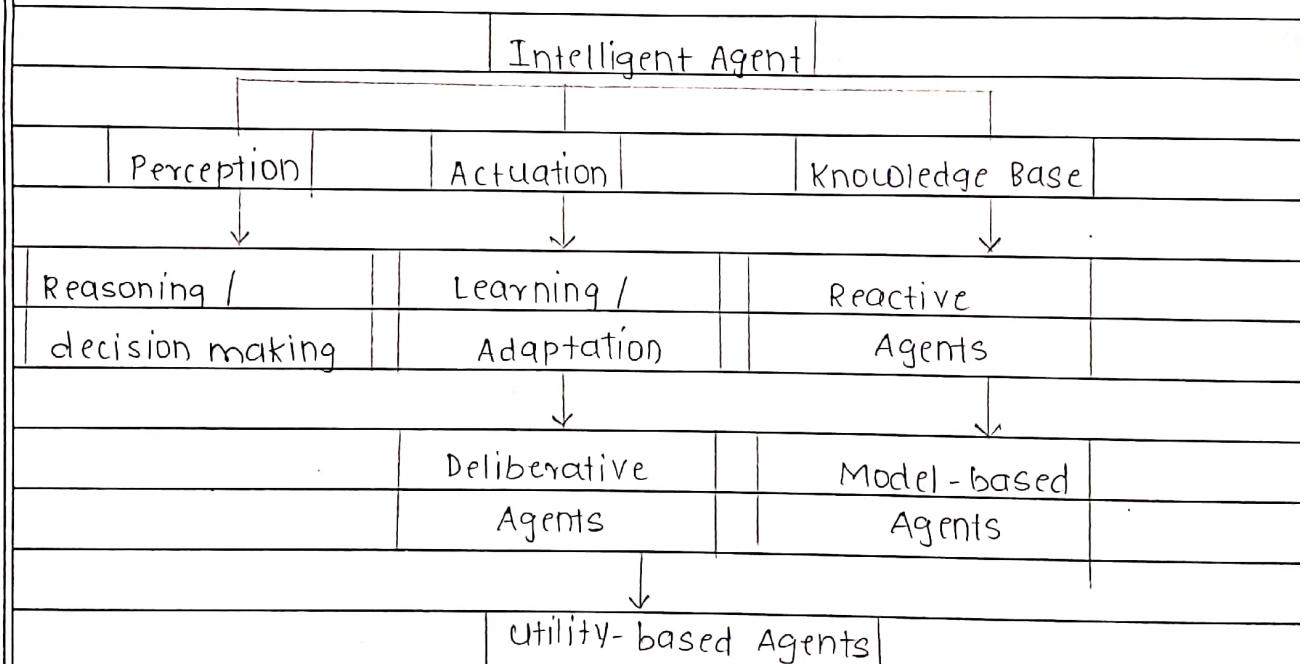 Intelligent Agent
Perception Actuation Knowledge Base
Reasoning / Learning / Reactive
decision making Adaptation Agents
Deliberative Model-based
Agents Agents
Utility-based Agents